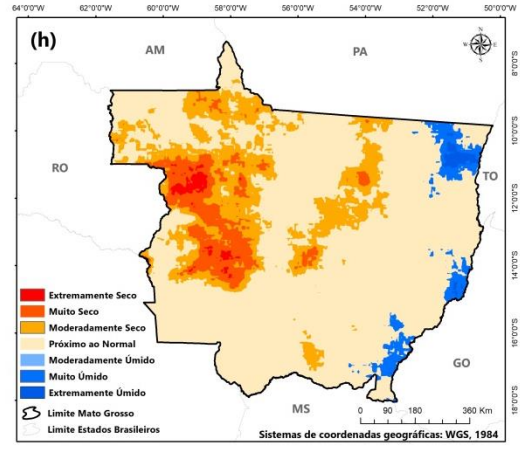 64°0'0"W 62°0'0"W 60°0'0"W 58°0'0"W 56°0'0"W 54°0'0"W 52°0'0"W 50°0'0"W
(h)
AM
PA
N
W
E
S
8°0'0"S
10°0'0"S
RO
TO
12°0'0"S
14°0'0"S
Extremamente Seco
Muito Seco
Moderadamente Seco
Próximo ao Normal
16°0'0"S
Moderadamente Úmido
Muito Úmido
GO
Extremamente Úmido
Limite Mato Grosso
MS
0 90 180 360 Km
18°0'0"S
Limite Estados Brasileiros
Sistemas de coordenadas geográficas: WGS, 1984